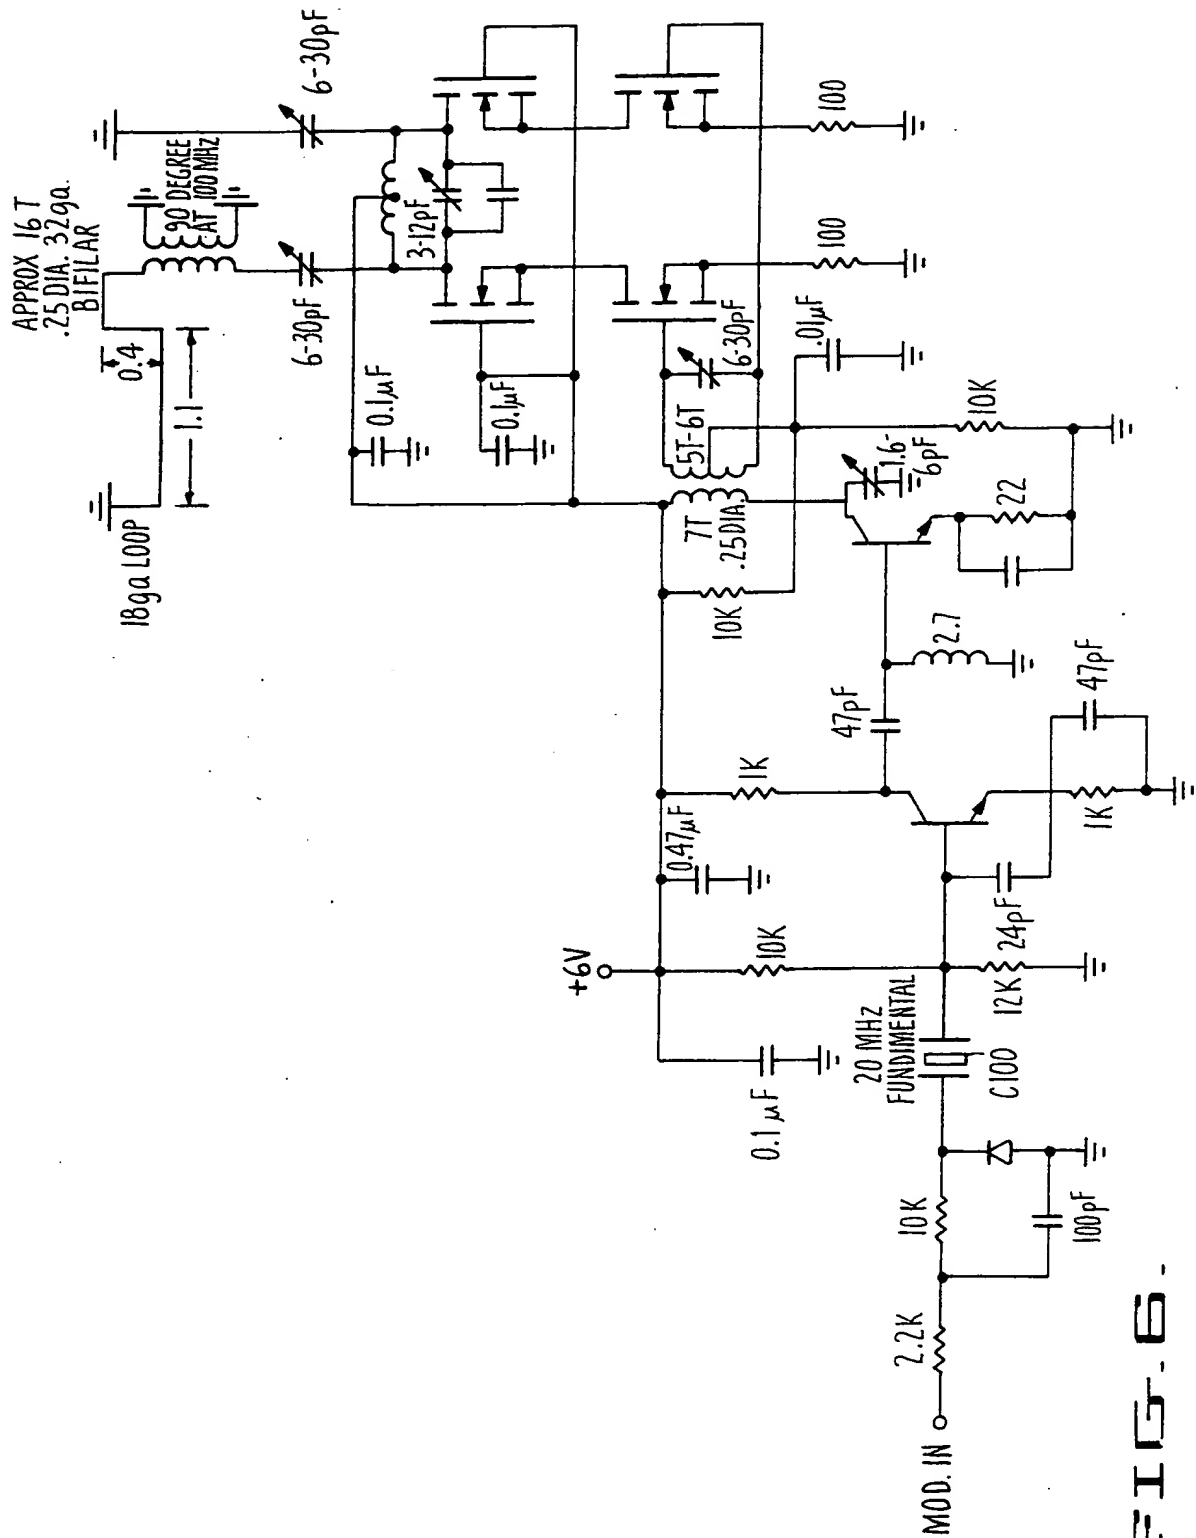 APPROX 16 T
.25 DIA. 32ga.
BIFILAR
90 DEGREE
AT 100 MHZ
6-30pF
0.4
1.1
18ga LOOP
6-30pF
3-12pF
0.1µF
0.1µF
100
100
6-30pF
.01µF
5T-6T
7T
.25DIA.
10K
10K
1.6-
6pF
22
2.7
47pF
47pF
1K
1K
0.47µF
+6V
10K
24pF
12K
0.1µF
20 MHZ
FUNDIMENTAL
C100
10K
100pF
2.2K
MOD. IN
FIG. 6.